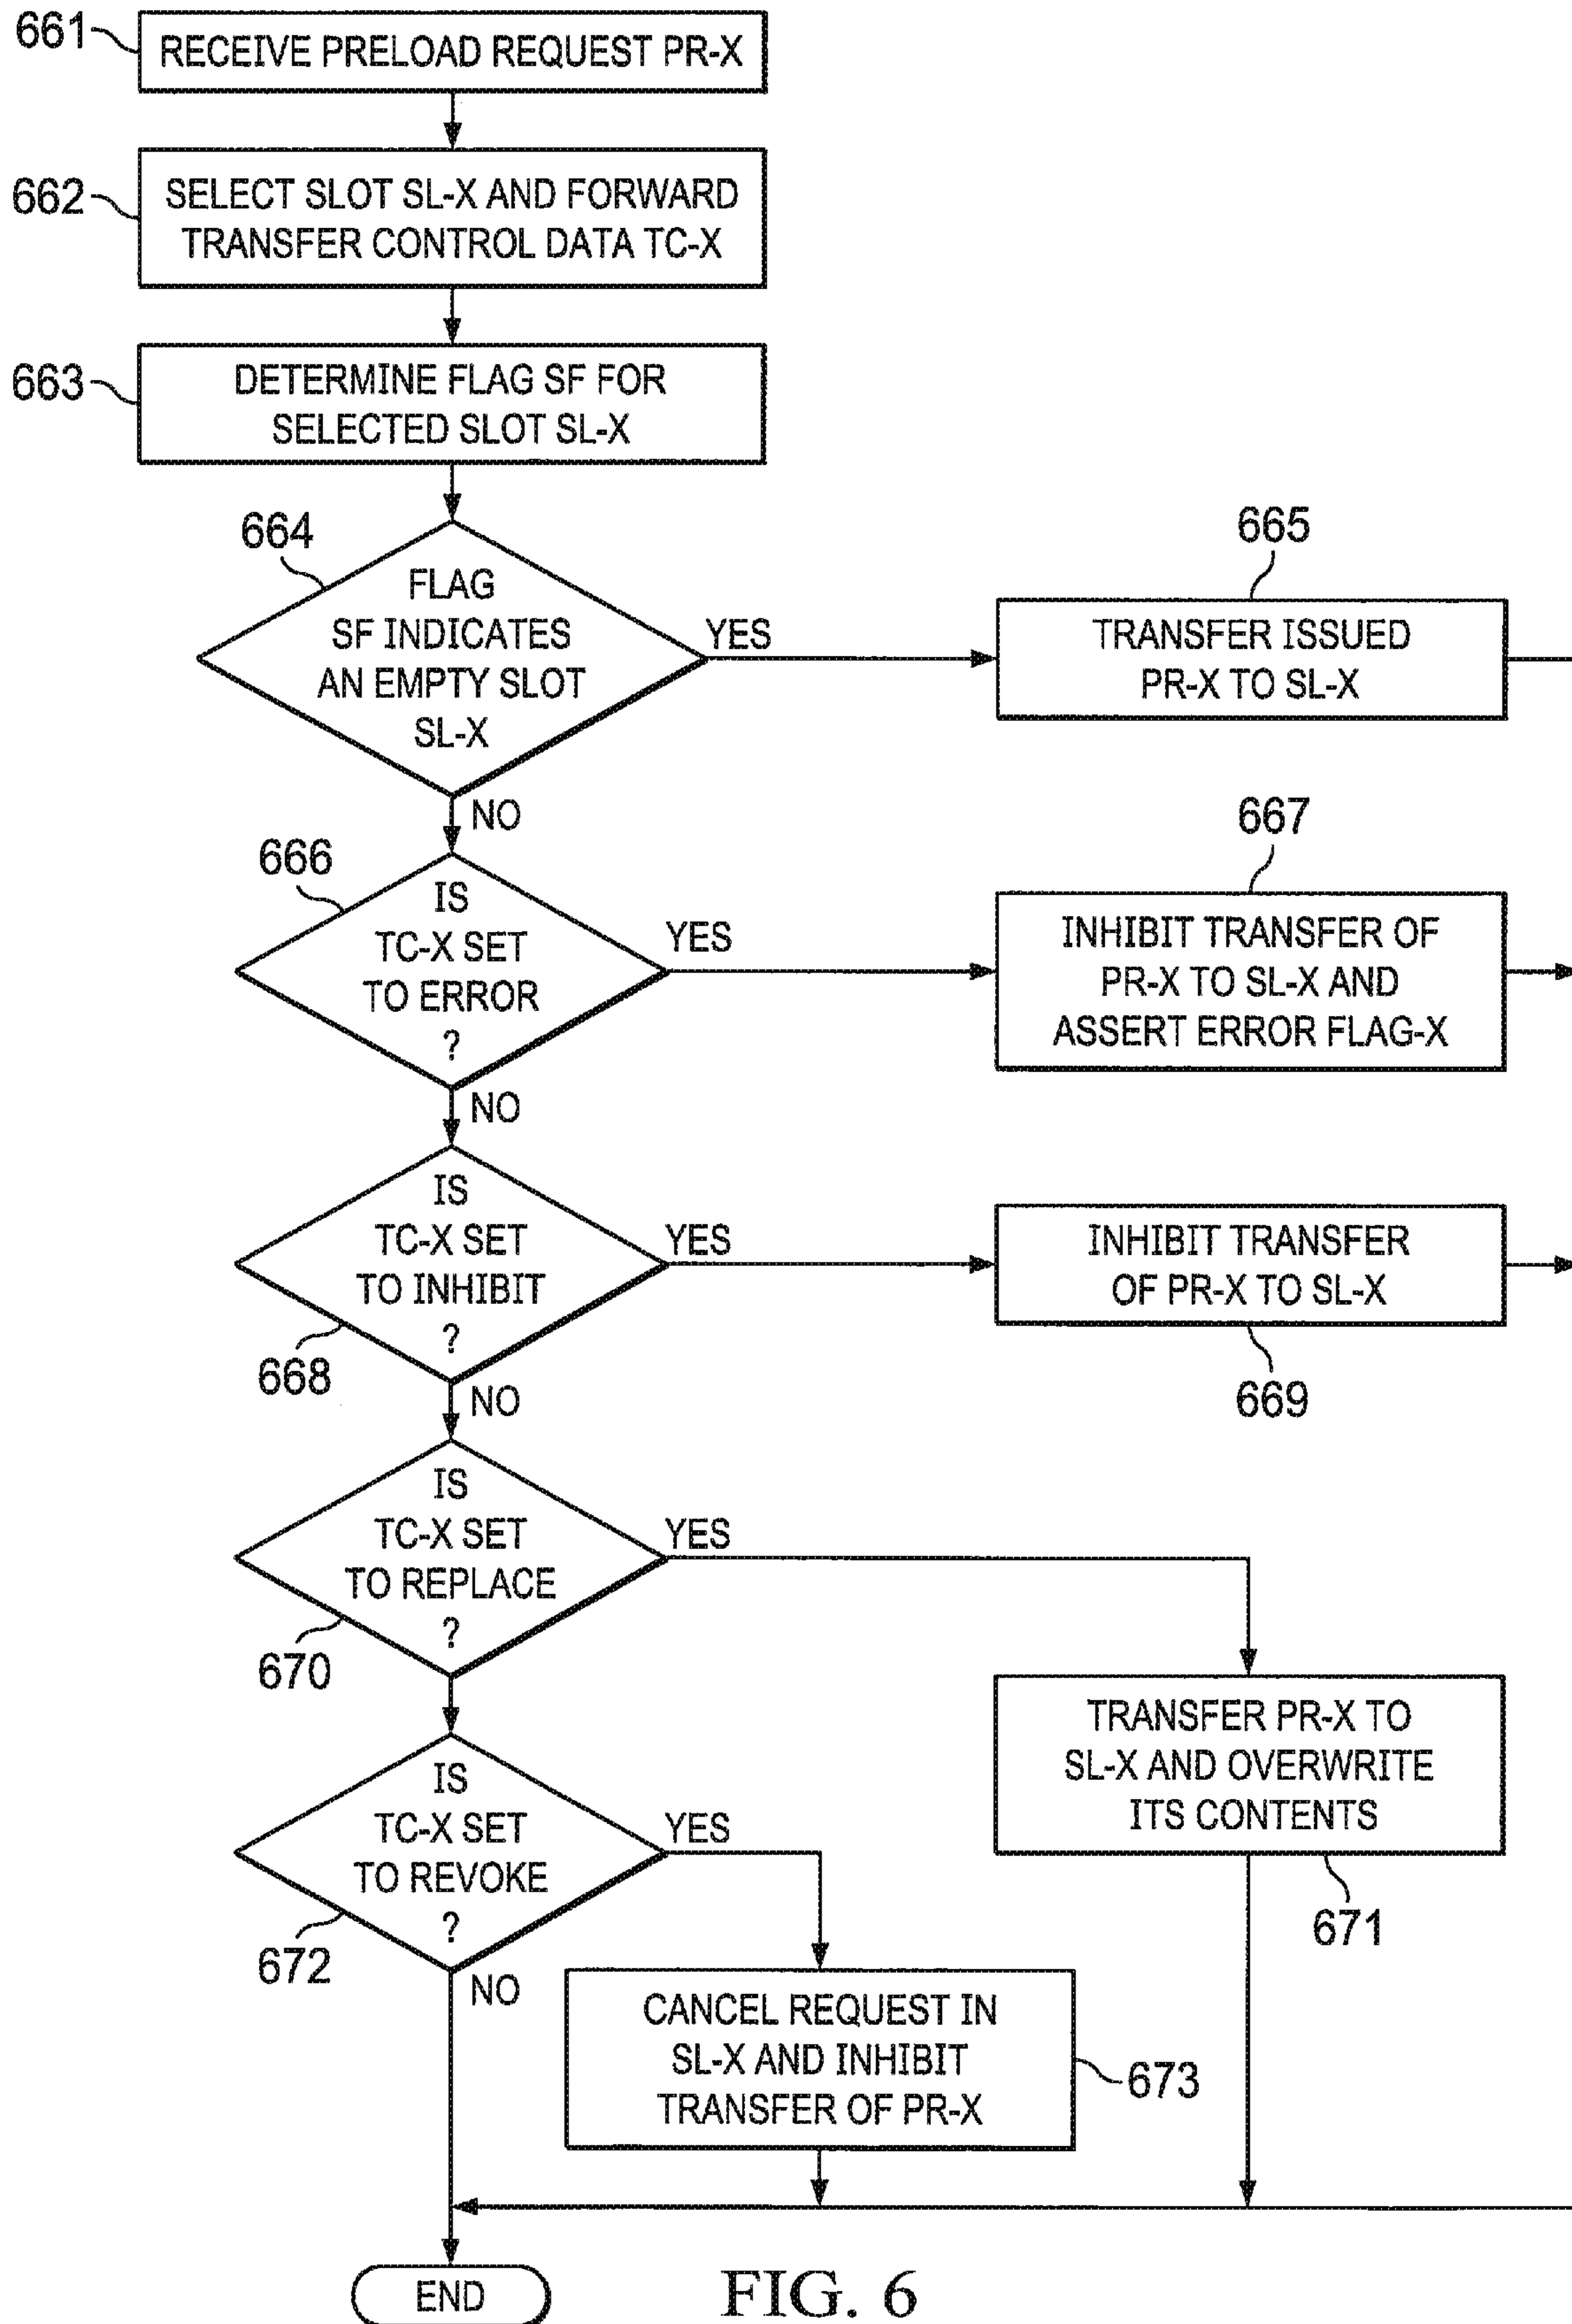 661
RECEIVE PRELOAD REQUEST PR-X
662
SELECT SLOT SL-X AND FORWARD
TRANSFER CONTROL DATA TC-X
663
DETERMINE FLAG SF FOR
SELECTED SLOT SL-X
664
FLAG
SF INDICATES
AN EMPTY SLOT
SL-X
YES
NO
665
TRANSFER ISSUED
PR-X TO SL-X
666
IS
TC-X SET
TO ERROR
?
YES
NO
667
INHIBIT TRANSFER OF
PR-X TO SL-X AND
ASSERT ERROR FLAG-X
IS
TC-X SET
TO INHIBIT
?
668
YES
NO
INHIBIT TRANSFER
OF PR-X TO SL-X
669
IS
TC-X SET
TO REPLACE
?
670
YES
TRANSFER PR-X TO
SL-X AND OVERWRITE
ITS CONTENTS
671
IS
TC-X SET
TO REVOKE
?
672
YES
NO
CANCEL REQUEST IN
SL-X AND INHIBIT
TRANSFER OF PR-X
673
END
FIG. 6